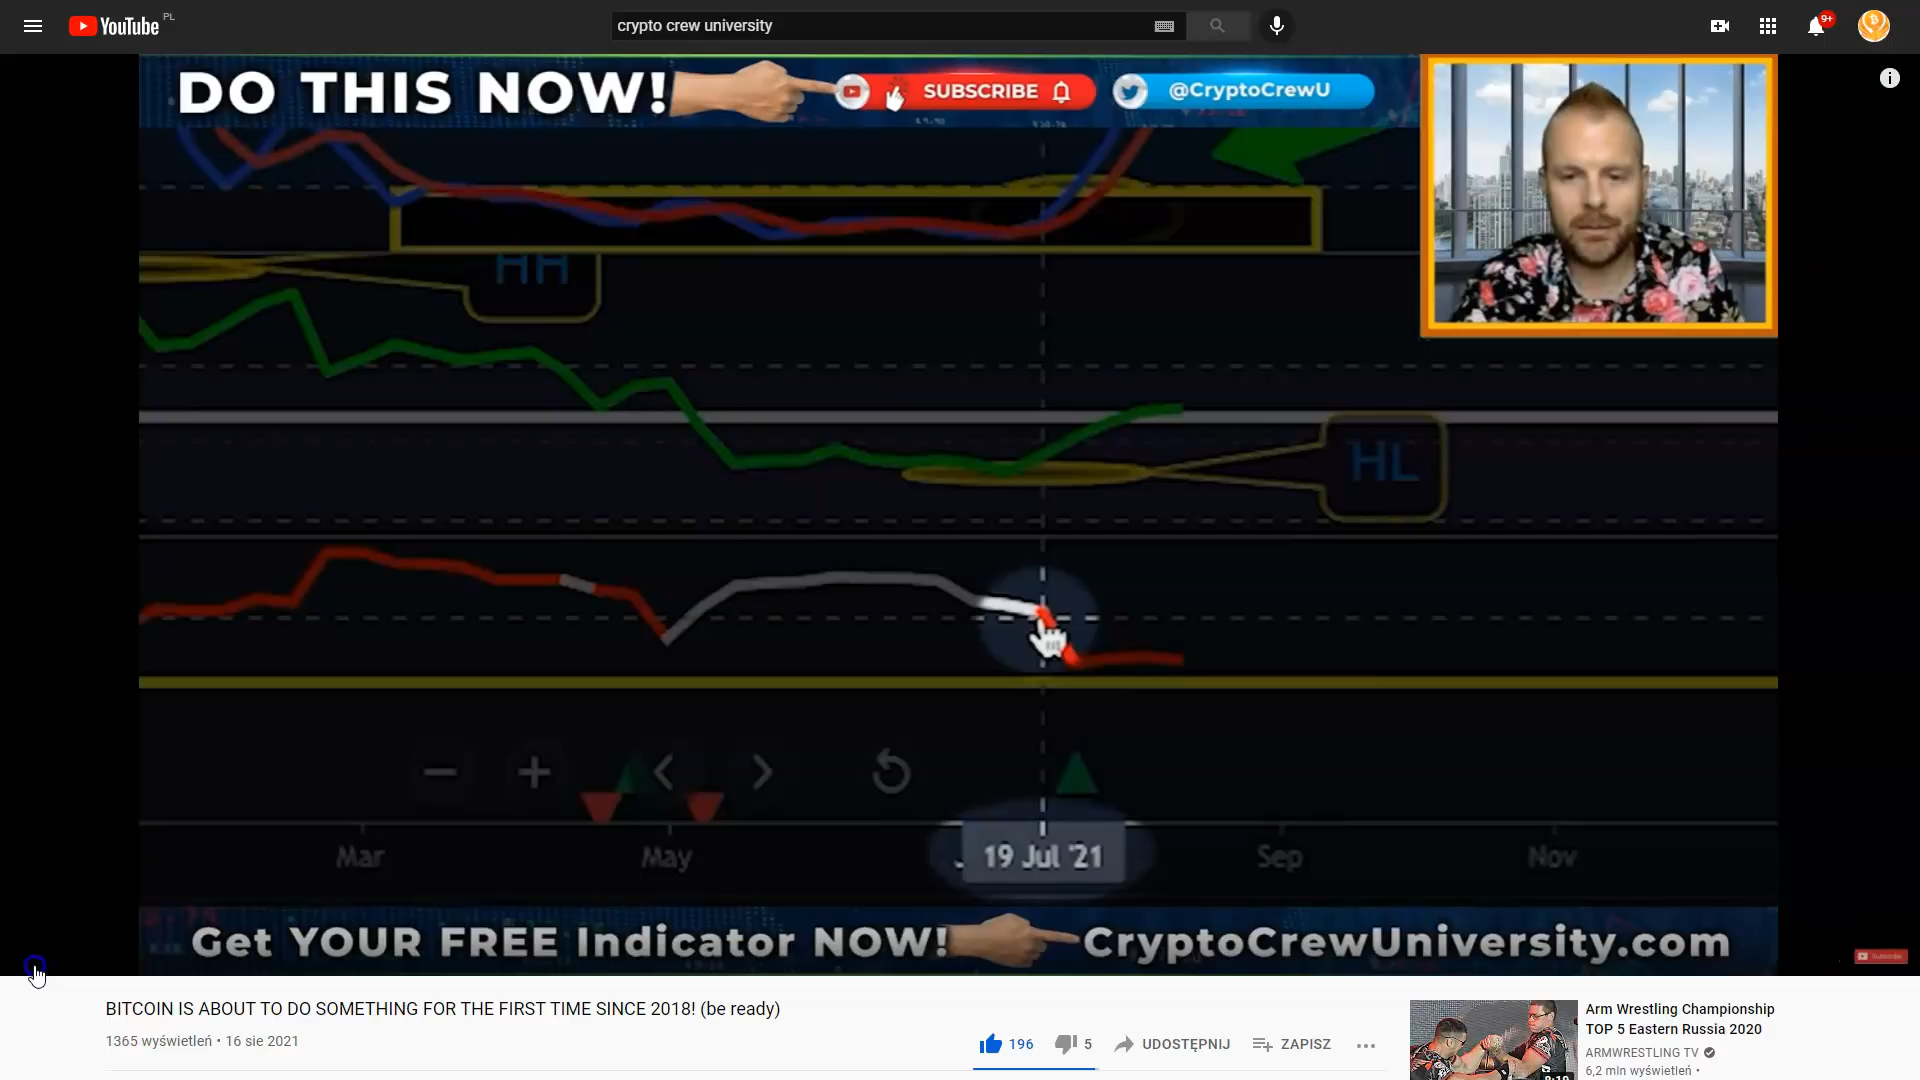 YouTube PL
crypto crew university
9+
DO THIS NOW!
SUBSCRIBE
@CryptoCrewU
HH
HL
Mar
May
19 Jul '21
Sep
Nov
Get YOUR FREE Indicator NOW!
CryptoCrewUniversity.com
Subscribe
BITCOIN IS ABOUT TO DO SOMETHING FOR THE FIRST TIME SINCE 2018! (be ready)
1365 wyświetleń • 16 sie 2021
196
5
UDOSTĘPNIJ
ZAPISZ
Arm Wrestling Championship
TOP 5 Eastern Russia 2020
ARMWRESTLING TV
6,2 mln wyświetleń •